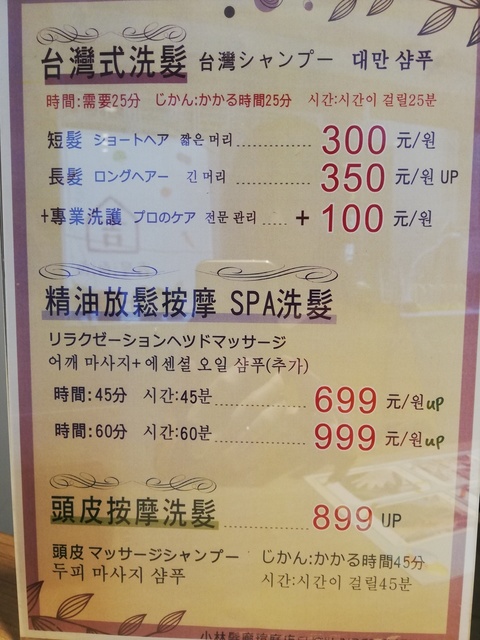 台灣式洗髮 台灣シャンプー 대만 샴푸
時間:需要25分 じかん:かかる時間25分 시간:시간이 걸릴25분
短髮 ショートヘア 짧은 머리 300 元/원
長髮 ロングヘアー 긴 머리 350 元/원 UP
+專業洗護 プロのケア 전문 관리 + 100 元/원
精油放鬆按摩 SPA洗髮
リラクゼーションヘッドマッサージ
어깨 마사지+에센셜 오일 샴푸(추가)
時間:45分 시간:45분 699 元/원up
時間:60分 시간:60분 999 元/원up
頭皮按摩洗髮 899 UP
頭皮 マッサージシャンプー じかん:かかる時間45分
두피 마사지 샴푸 시간:시간이 걸릴45분
小林髮廊